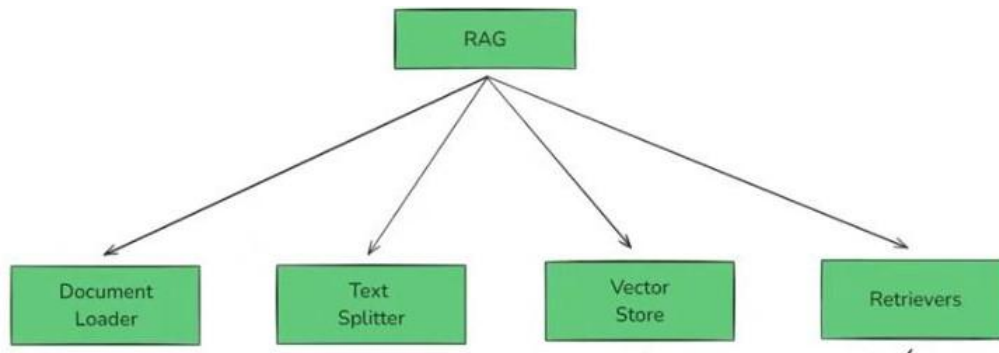 RAG
Document
Loader
Text
Splitter
Vector
Store
Retrievers